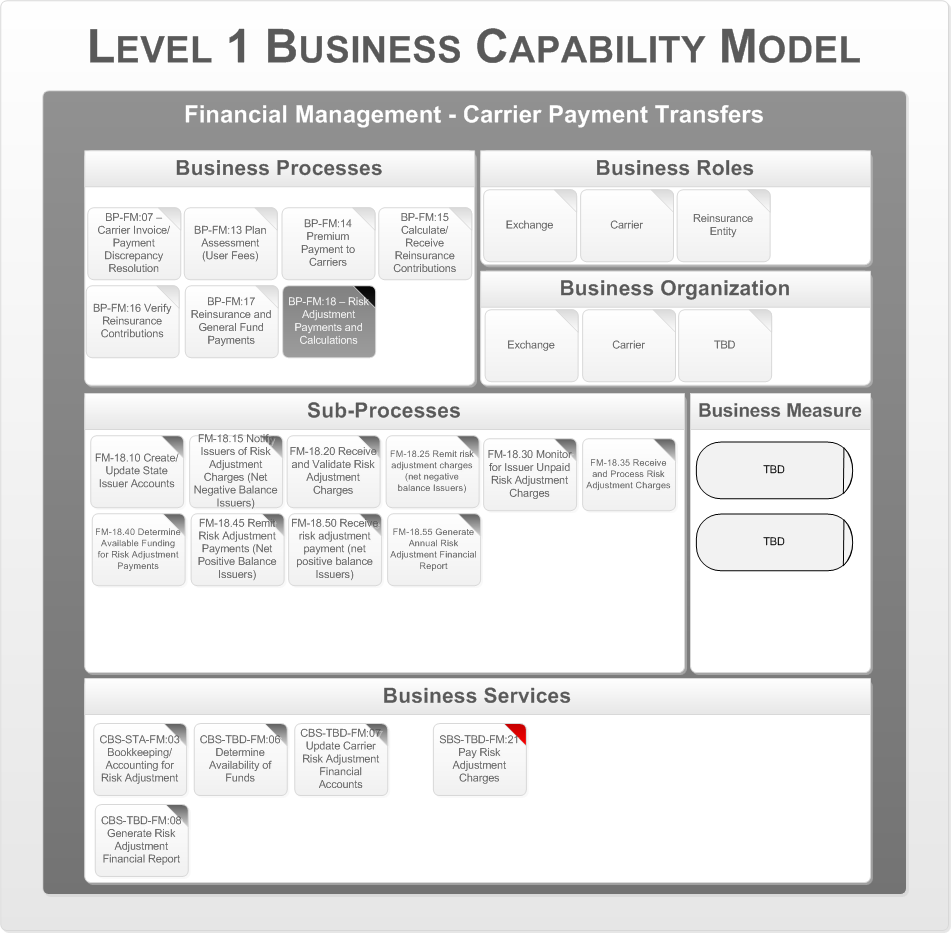 LEVEL 1 BUSINESS CAPABILITY MODEL
Financial Management - Carrier Payment Transfers
Business Processes
BP-FM:07 –
Carrier Invoice/
Payment
Discrepancy
Resolution
BP-FM:13 Plan
Assessment
(User Fees)
BP-FM:14
Premium
Payment to
Carriers
BP-FM:15
Calculate/
Receive
Reinsurance
Contributions
BP-FM:16 Verify
Reinsurance
Contributions
BP-FM:17
Reinsurance and
General Fund
Payments
BP-FM:18 – Risk
Adjustment
Payments and
Calculations
Business Roles
Exchange
Carrier
Reinsurance
Entity
Business Organization
Exchange
Carrier
TBD
Sub-Processes
FM-18.10 Create/
Update State
Issuer Accounts
FM-18.15 Notify
Issuers of Risk
Adjustment
Charges (Net
Negative Balance
Issuers)
FM-18.20 Receive
and Validate Risk
Adjustment
Charges
FM-18.25 Remit risk
adjustment charges
(net negative
balance Issuers)
FM-18.30 Monitor
for Issuer Unpaid
Risk Adjustment
Charges
FM-18.35 Receive
and Process Risk
Adjustment Charges
FM-18.40 Determine
Available Funding
for Risk Adjustment
Payments
FM-18.45 Remit
Risk Adjustment
Payments (Net
Positive Balance
Issuers)
FM-18.50 Receive
risk adjustment
payment (net
positive balance
Issuers)
FM-18.55 Generate
Annual Risk
Adjustment Financial
Report
Business Measure
TBD
TBD
Business Services
CBS-STA-FM:03
Bookkeeping/
Accounting for
Risk Adjustment
CBS-TBD-FM:06
Determine
Availability of
Funds
CBS-TBD-FM:07
Update Carrier
Risk Adjustment
Financial
Accounts
SBS-TBD-FM:21
Pay Risk
Adjustment
Charges
CBS-TBD-FM:08
Generate Risk
Adjustment
Financial Report